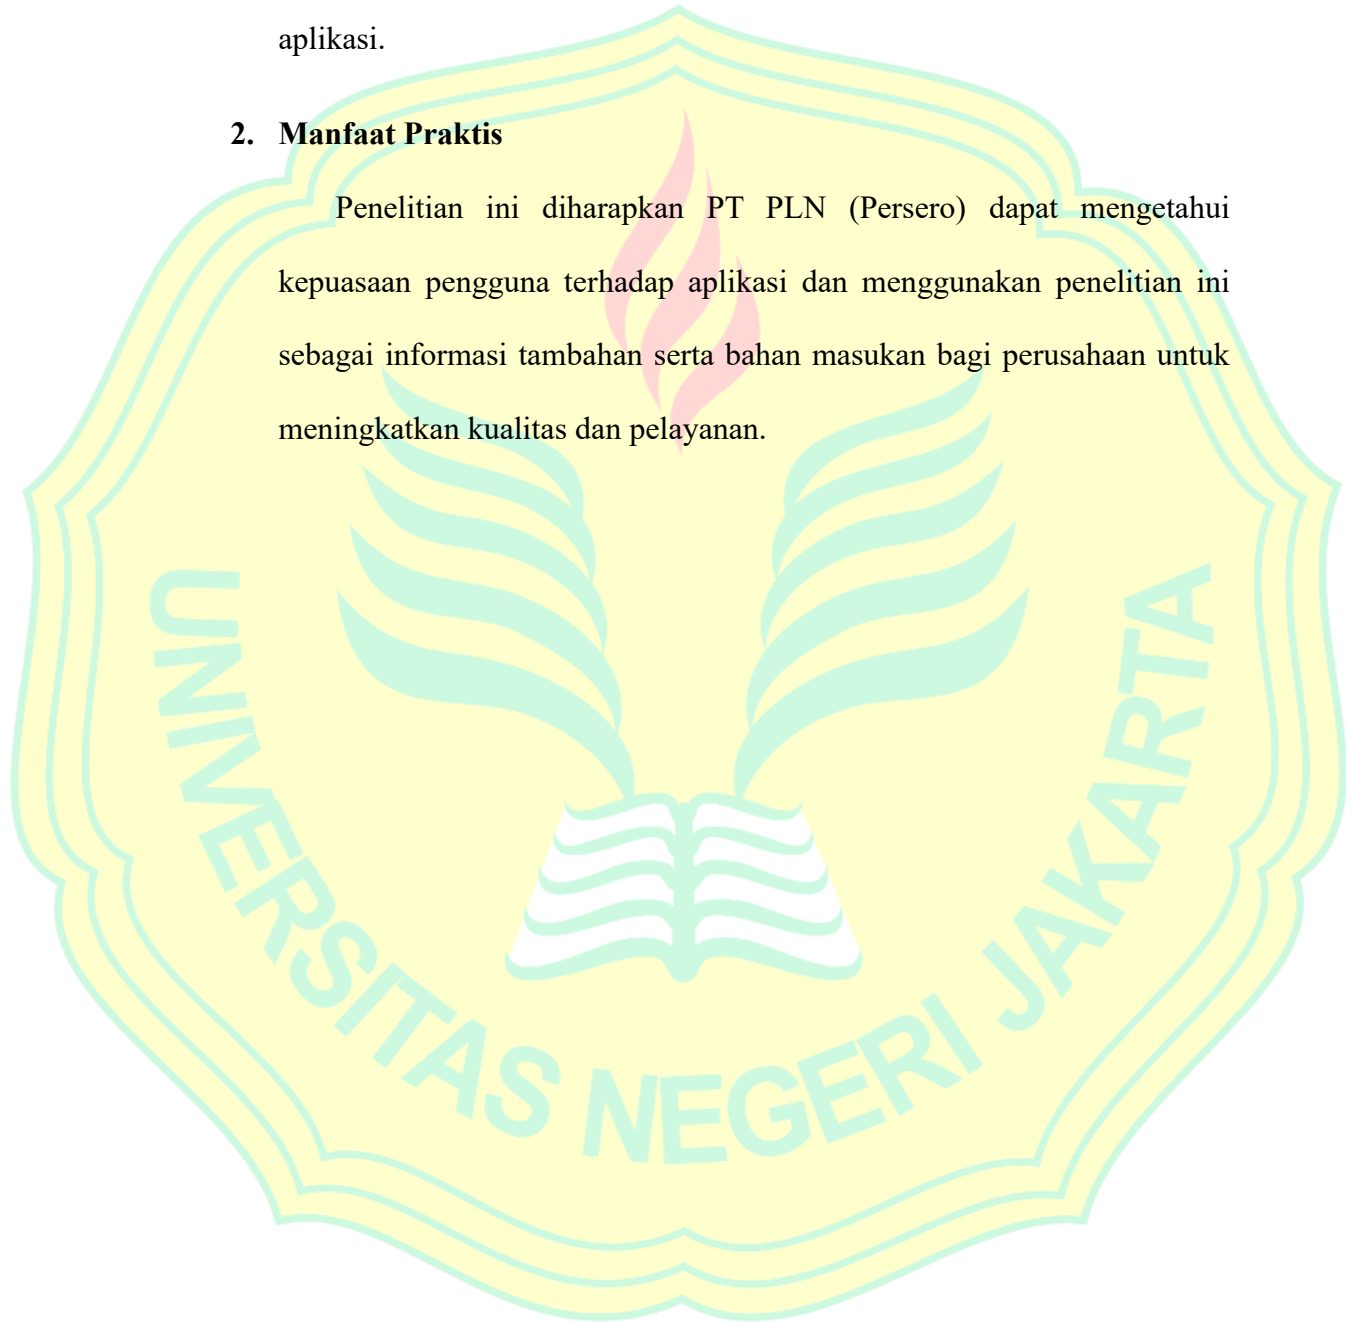 aplikasi.
2. Manfaat Praktis
Penelitian ini diharapkan PT PLN (Persero) dapat mengetahui
kepuasaan pengguna terhadap aplikasi dan menggunakan penelitian ini
sebagai informasi tambahan serta bahan masukan bagi perusahaan untuk
meningkatkan kualitas dan pelayanan.
UNIVERSITAS NEGERI JAKARTA